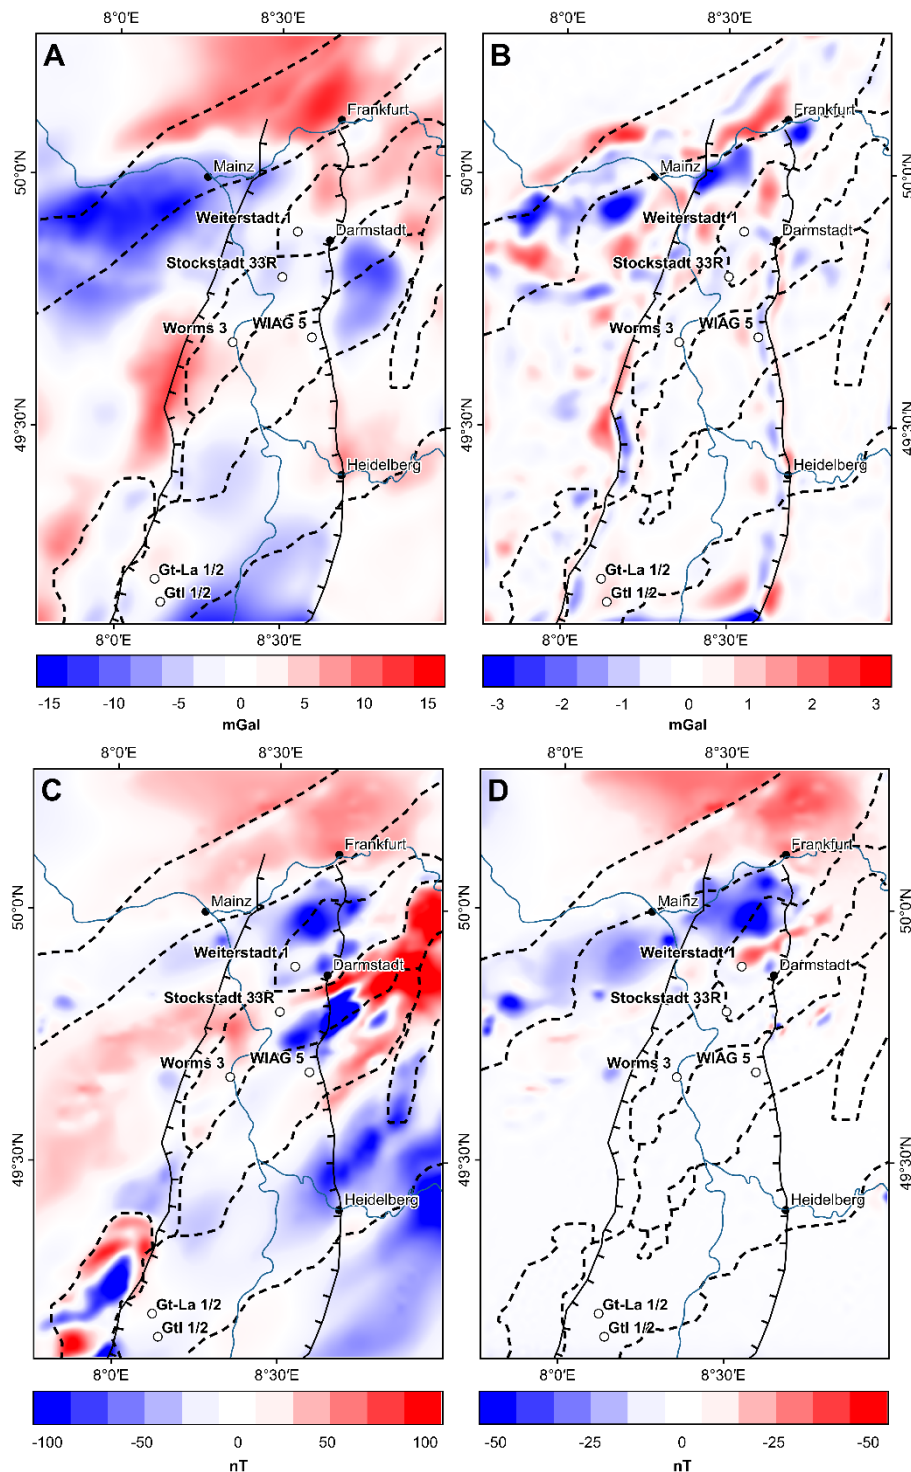 8°0'E 8°30'E
8°0'E 8°30'E
A
B
Frankfurt
Frankfurt
50°0'N
Mainz
Mainz
50°0'N
Weiterstadt 1
Weiterstadt 1
Darmstadt
Darmstadt
Stockstadt 33R
Stockstadt 33R
Worms 3
WIAG 5
Worms 3
WIAG 5
49°30'N
49°30'N
Heidelberg
Heidelberg
Gt-La 1/2
Gt-La 1/2
GtI 1/2
GtI 1/2
8°0'E 8°30'E
8°0'E 8°30'E
-15 -10 -5 0 5 10 15
-3 -2 -1 0 1 2 3
mGal
mGal
8°0'E 8°30'E
8°0'E 8°30'E
C
D
Frankfurt
Frankfurt
50°0'N
Mainz
Mainz
50°0'N
Weiterstadt 1
Weiterstadt 1
Darmstadt
Darmstadt
Stockstadt 33R
Stockstadt 33R
Worms 3
WIAG 5
Worms 3
WIAG 5
49°30'N
49°30'N
Heidelberg
Heidelberg
Gt-La 1/2
Gt-La 1/2
GtI 1/2
GtI 1/2
8°0'E 8°30'E
8°0'E 8°30'E
-100 -50 0 50 100
-50 -25 0 -25 -50
nT
nT